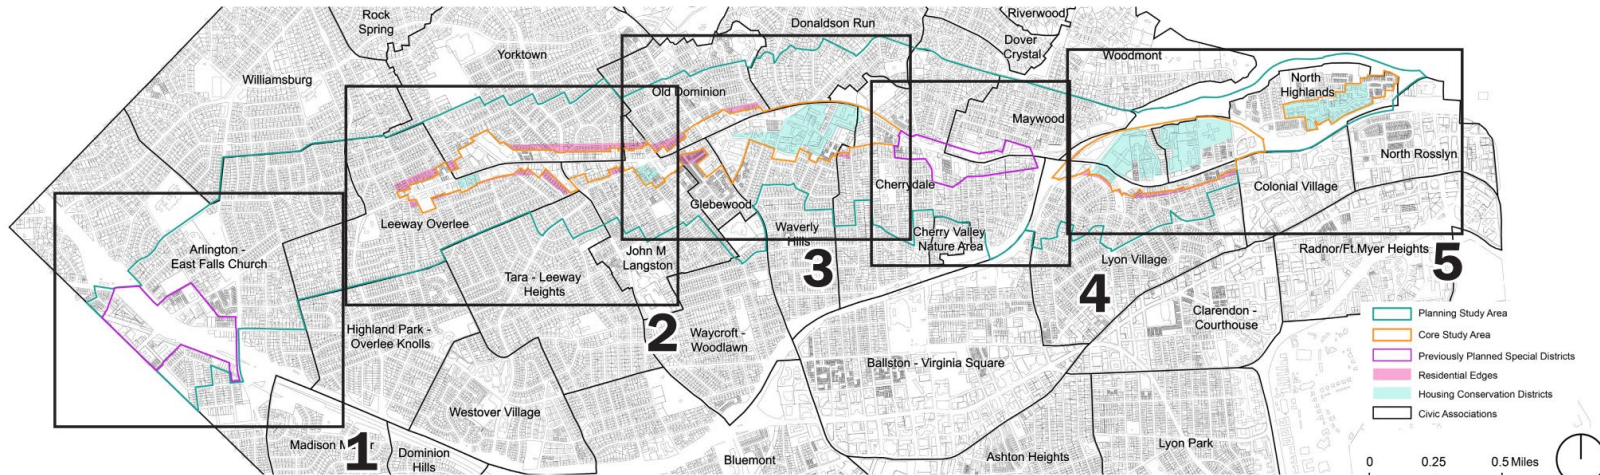 Rock
Spring
Donaldson Run
Riverwood
Dover
Crystal
Yorktown
Woodmont
Williamsburg
Old Dominion
North
Highlands
Maywood
North Rosslyn
Cherrydale
Colonial Village
Glebewood
Leeway Overlee
Waverly
Hills
Cherry Valley
Nature Area
Arlington -
East Falls Church
John M
Langston
Radnor/Ft.Myer Heights
Lyon Village
Tara - Leeway
Heights
5
3
4
2
Clarendon -
Courthouse
Highland Park -
Overlee Knolls
Waycroft -
Woodlawn
Ballston - Virginia Square
Westover Village
Madison
1
Dominion
Hills
Bluemont
Ashton Heights
Lyon Park
Planning Study Area
Core Study Area
Previously Planned Special Districts
Residential Edges
Housing Conservation Districts
Civic Associations
0 0.25 0.5 Miles